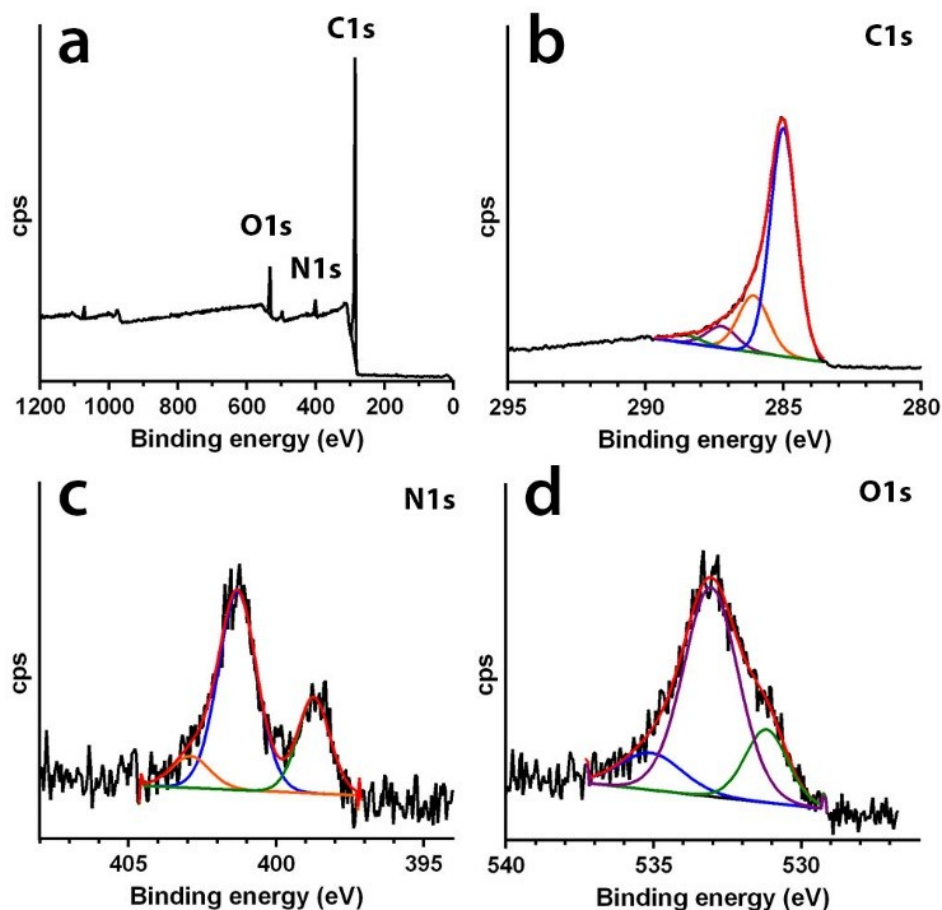 a
C1s
O1s
N1s
cps
1200 1000 800 600 400 200 0
Binding energy (eV)
b
C1s
cps
295 290 285 280
Binding energy (eV)
c
N1s
cps
405 400 395
Binding energy (eV)
d
O1s
cps
540 535 530
Binding energy (eV)